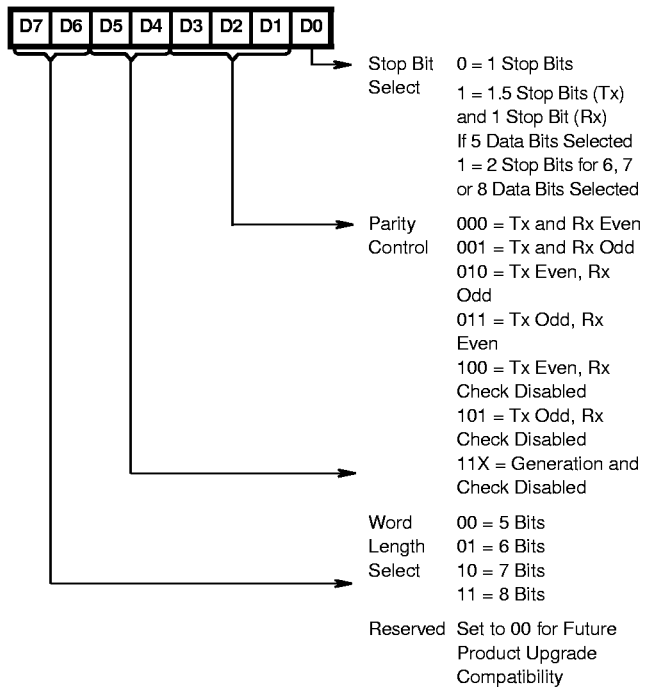 D7 D6 D5 D4 D3 D2 D1 D0
Stop Bit 0 = 1 Stop Bits
Select 1 = 1.5 Stop Bits (Tx)
and 1 Stop Bit (Rx)
If 5 Data Bits Selected
1 = 2 Stop Bits for 6, 7
or 8 Data Bits Selected
Parity 000 = Tx and Rx Even
Control 001 = Tx and Rx Odd
010 = Tx Even, Rx
Odd
011 = Tx Odd, Rx
Even
100 = Tx Even, Rx
Check Disabled
101 = Tx Odd, Rx
Check Disabled
11X = Generation and
Check Disabled
Word 00 = 5 Bits
Length 01 = 6 Bits
Select 10 = 7 Bits
11 = 8 Bits
Reserved Set to 00 for Future
Product Upgrade
Compatibility